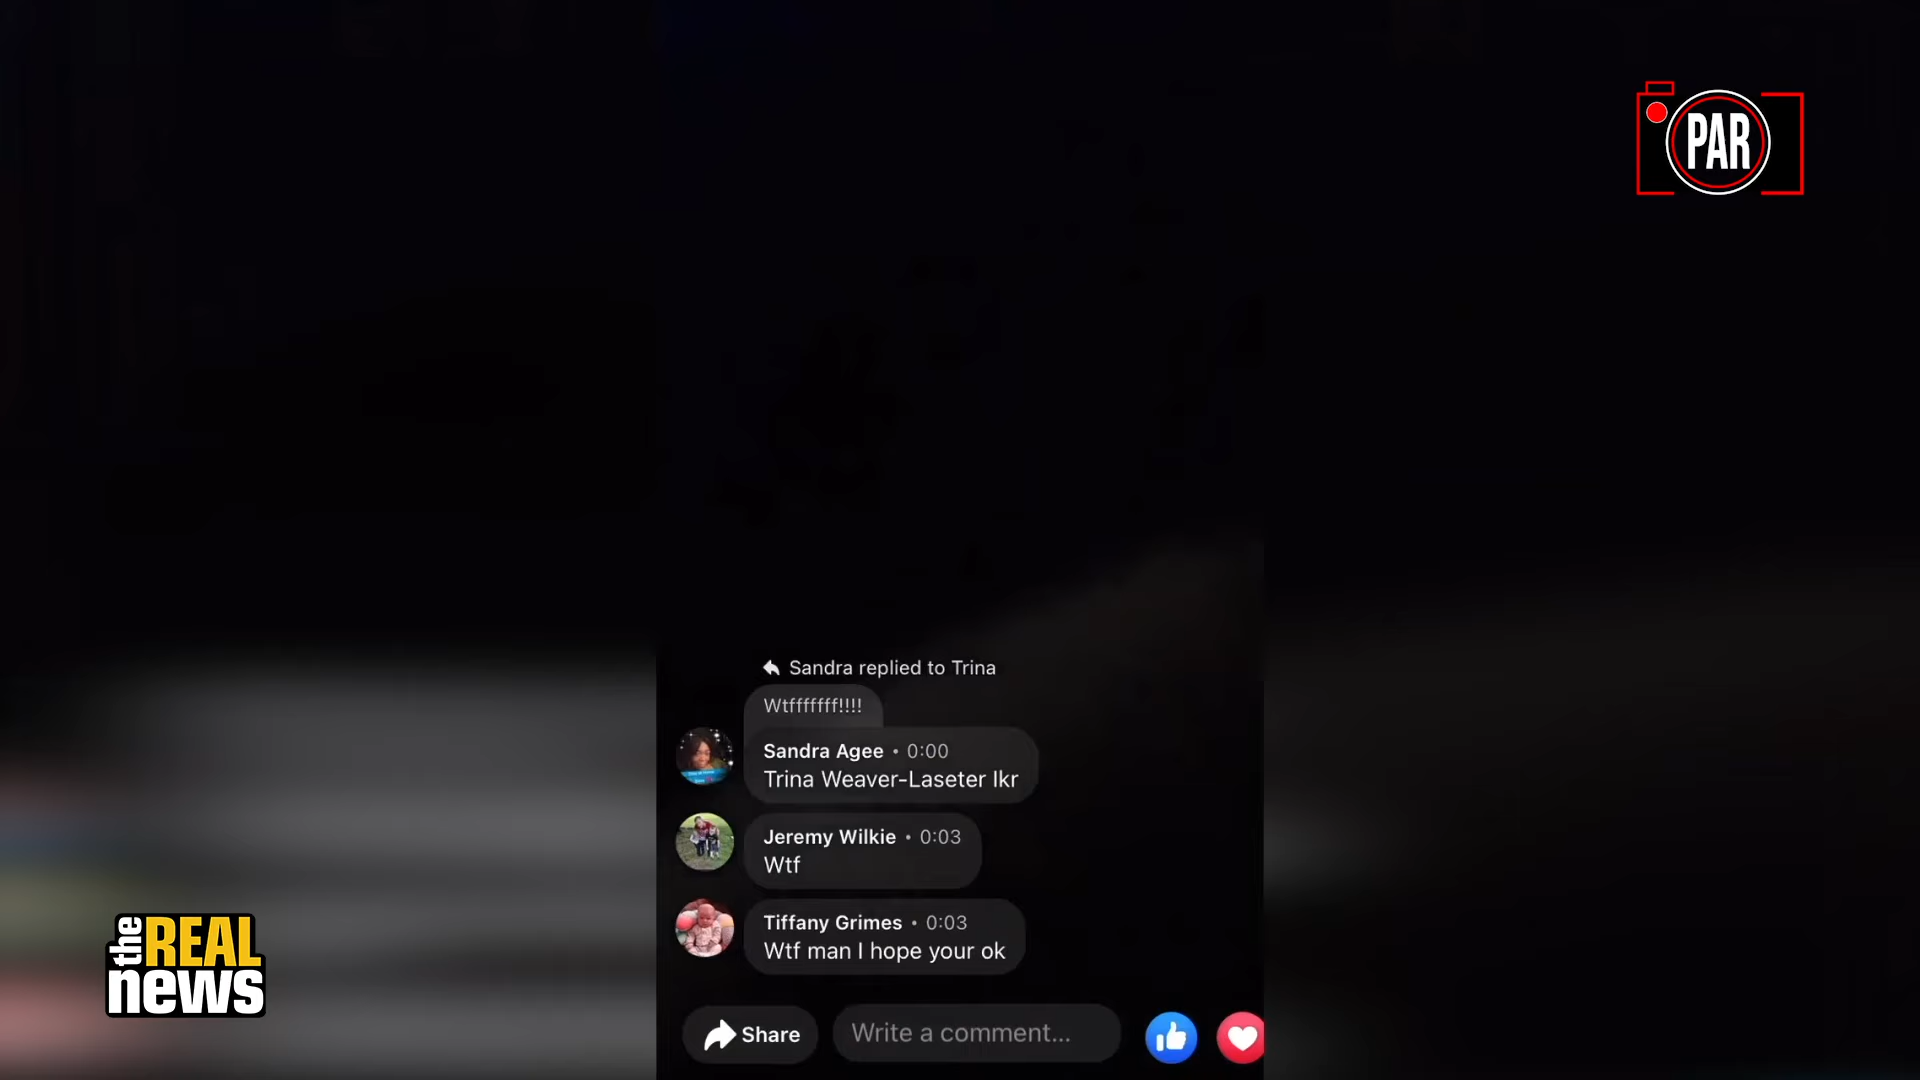 PAR
Sandra replied to Trina
Wtfffffff!!!!
Sandra Agee • 0:00
Trina Weaver-Laseter Ikr
Jeremy Wilkie • 0:03
Wtf
Tiffany Grimes • 0:03
Wtf man I hope your ok
Share
Write a comment...
the REAL
news